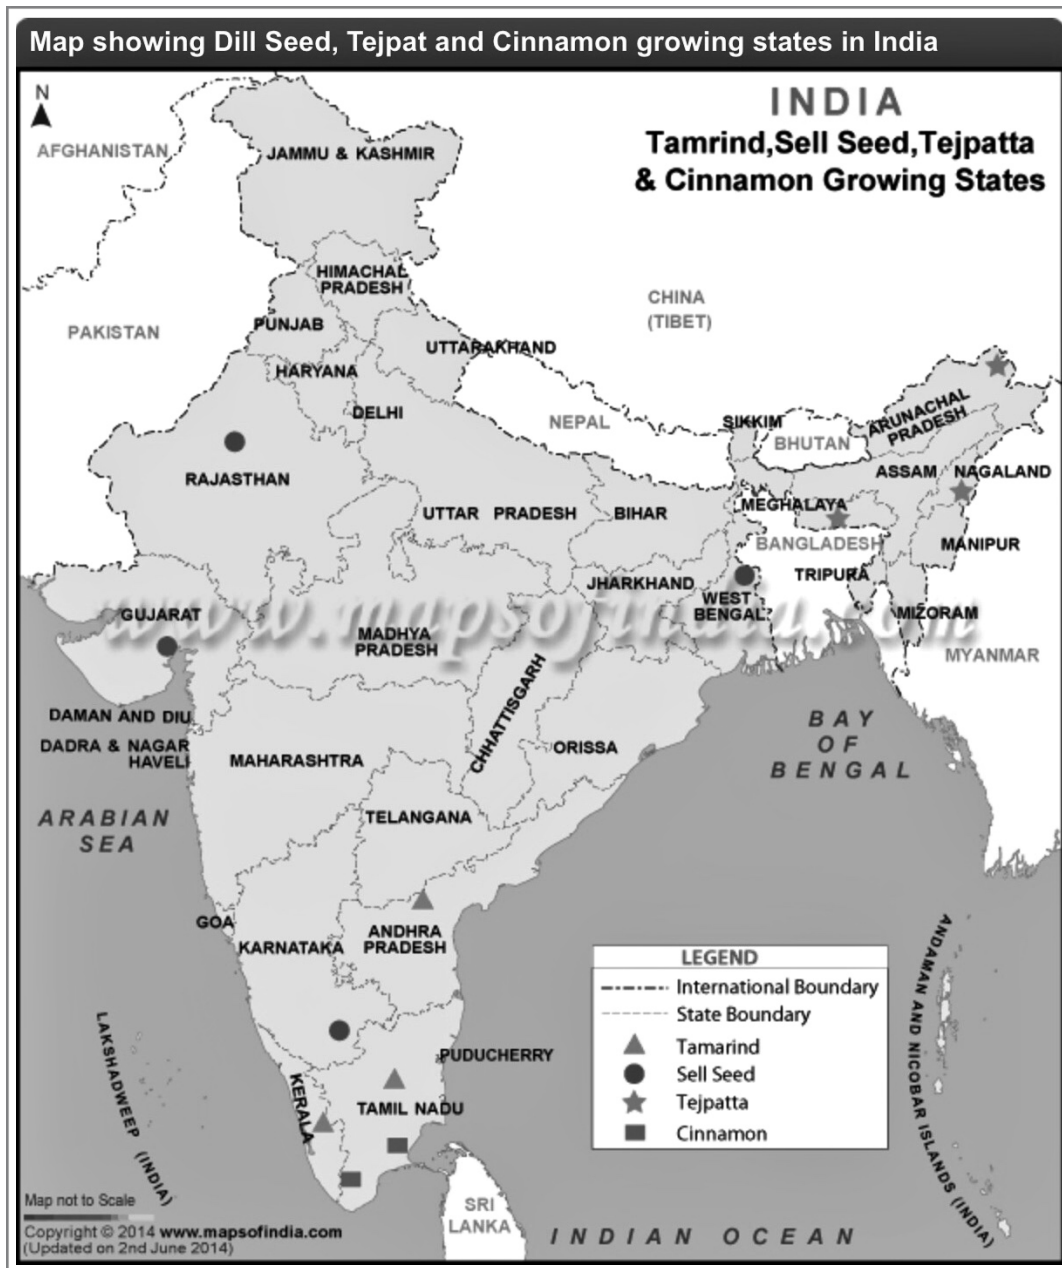 Map showing Dill Seed, Tejpat and Cinnamon growing states in India
N
INDIA
Tamrind,Sell Seed,Tejpatta
& Cinnamon Growing States
AFGHANISTAN
JAMMU & KASHMIR
HIMACHAL
PRADESH
CHINA
(TIBET)
PAKISTAN
PUNJAB
UTTARAKHAND
HARYANA
DELHI
NEPAL
SIKKIM
BHUTAN
ARUNACHAL
PRADESH
RAJASTHAN
ASSAM
NAGALAND
UTTAR PRADESH
BIHAR
MEGHALAYA
BANGLADESH
MANIPUR
JHARKHAND
TRIPURA
WEST
BENGAL
GUJARAT
MIZORAM
www.mapsofindia.com
MADHYA
PRADESH
MYANMAR
CHHATTISGARH
DAMAN AND DIU
DADRA & NAGAR
HAVELI
MAHARASHTRA
ORISSA
BAY
OF
BENGAL
ARABIAN
SEA
TELANGANA
GOA
KARNATAKA
ANDHRA
PRADESH
LEGEND
International Boundary
State Boundary
Tamarind
Sell Seed
Tejpatta
Cinnamon
ANDAMAN AND NICOBAR ISLANDS (INDIA)
LAKSHADWEEP (INDIA)
PUDUCHERRY
KERALA
TAMIL NADU
SRI
LANKA
INDIAN OCEAN
Map not to Scale
Copyright © 2014 www.mapsofindia.com
(Updated on 2nd June 2014)